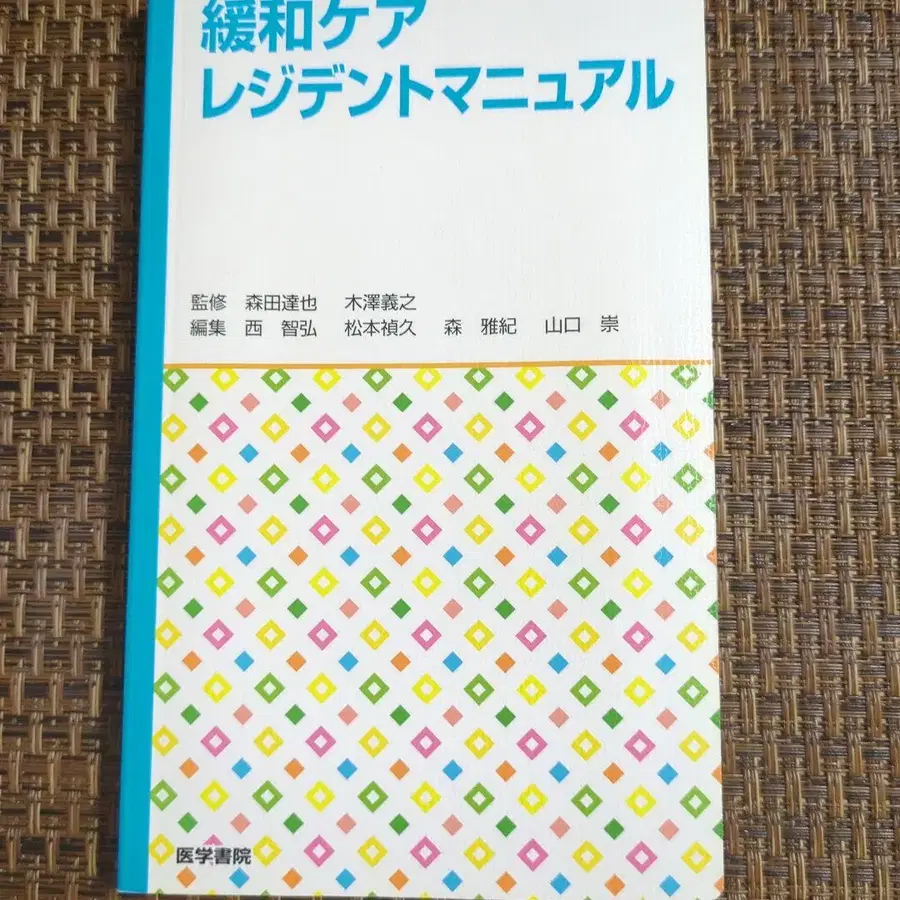 緩和ケア
レジデントマニュアル
監修 森田達也 木澤義之
編集 西 智弘 松本禎久 森 雅紀 山口 崇
医学書院